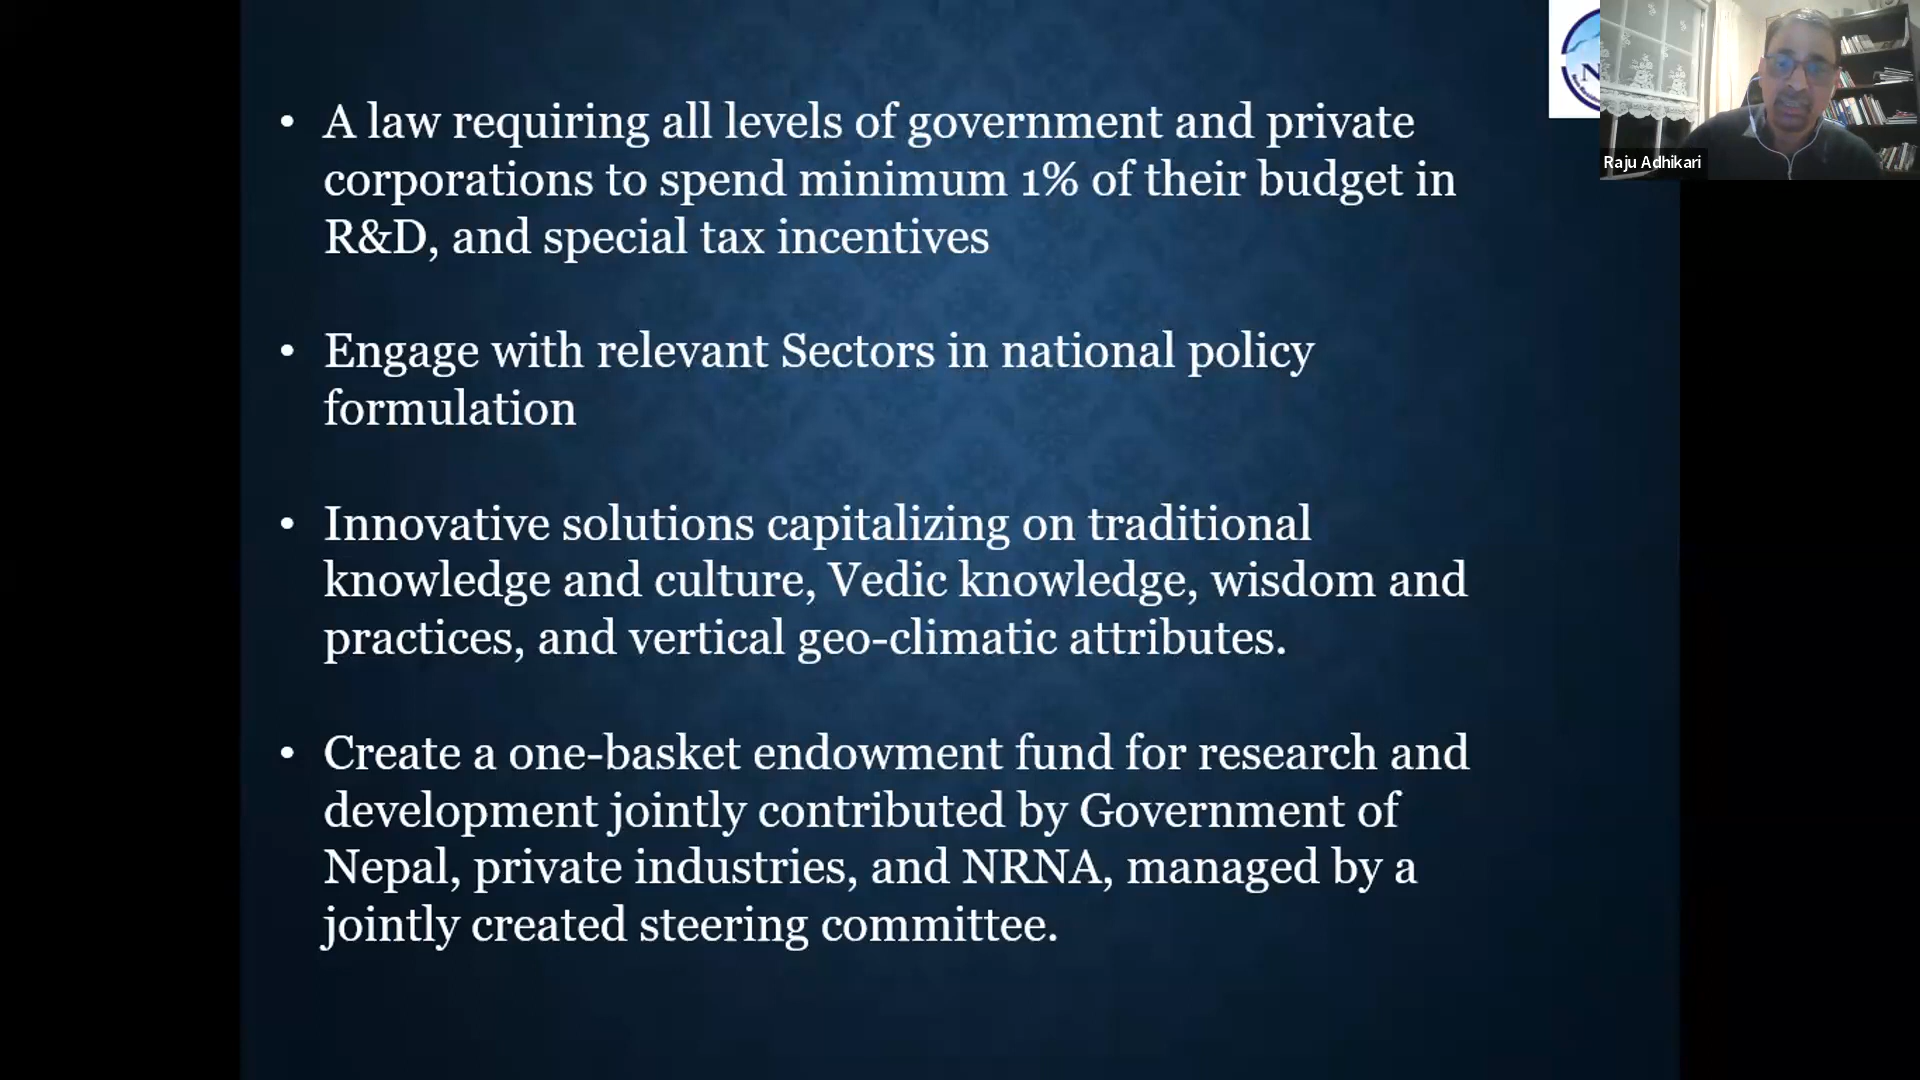 • A law requiring all levels of government and private
corporations to spend minimum 1% of their budget in
R&D, and special tax incentives
• Engage with relevant Sectors in national policy
formulation
• Innovative solutions capitalizing on traditional
knowledge and culture, Vedic knowledge, wisdom and
practices, and vertical geo-climatic attributes.
• Create a one-basket endowment fund for research and
development jointly contributed by Government of
Nepal, private industries, and NRNA, managed by a
jointly created steering committee.
Raju Adhikari